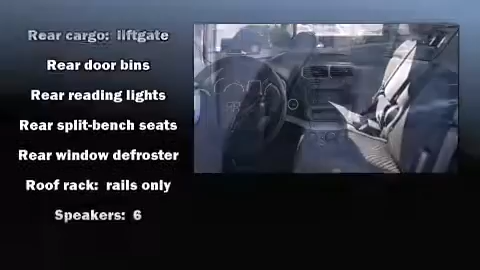 Rear cargo:  liftgate
Rear door bins
Rear reading lights
Rear split-bench seats
Rear window defroster
Roof rack:  rails only
Speakers:  6